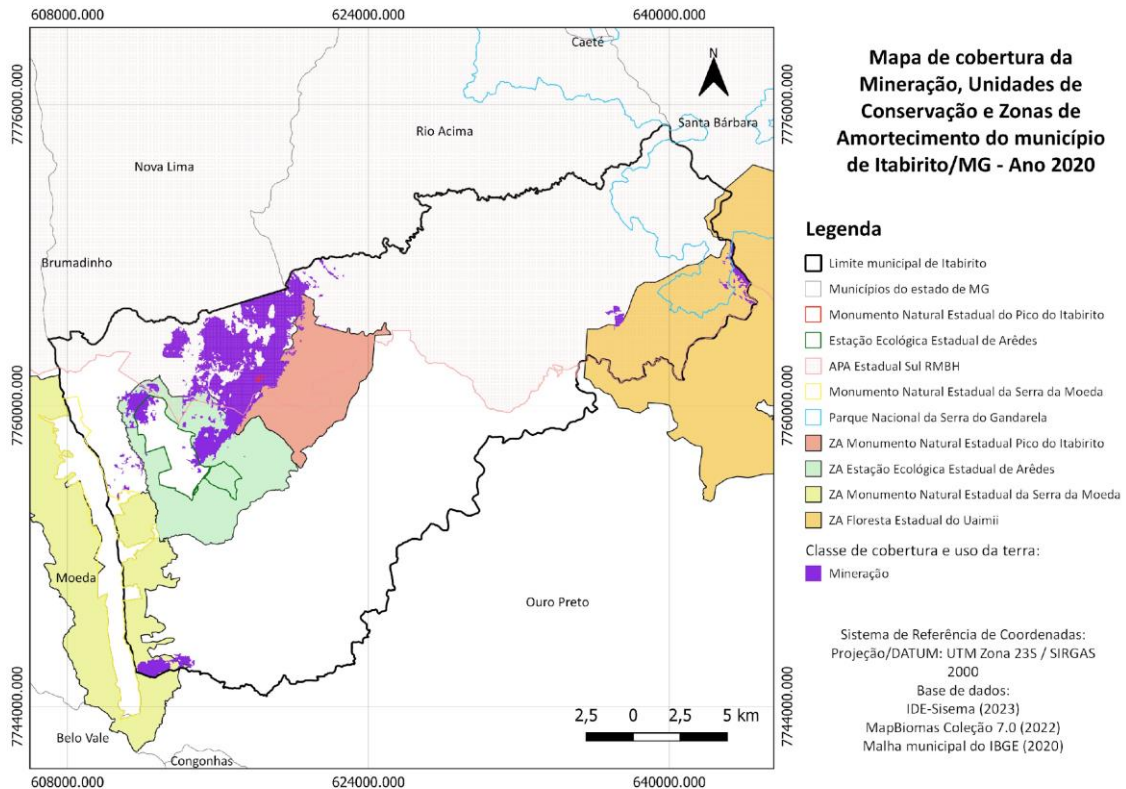 608000.000
624000.000
640000.000
Caeté
N
7776000.000
7776000.000
Santa Bárbara
Rio Acima
Nova Lima
Brumadinho
7760000.000
7760000.000
Moeda
Ouro Preto
7744000.000
7744000.000
2,5 0 2,5 5 km
Belo Vale
Congonhas
608000.000
624000.000
640000.000
Mapa de cobertura da
Mineração, Unidades de
Conservação e Zonas de
Amortecimento do município
de Itabirito/MG - Ano 2020
Legenda
Limite municipal de Itabirito
Municípios do estado de MG
Monumento Natural Estadual do Pico do Itabirito
Estação Ecológica Estadual de Arêdes
APA Estadual Sul RMBH
Monumento Natural Estadual da Serra da Moeda
Parque Nacional da Serra do Gandarela
ZA Monumento Natural Estadual Pico do Itabirito
ZA Estação Ecológica Estadual de Arêdes
ZA Monumento Natural Estadual da Serra da Moeda
ZA Floresta Estadual do Uaimii
Classe de cobertura e uso da terra:
Mineração
Sistema de Referência de Coordenadas:
Projeção/DATUM: UTM Zona 23S / SIRGAS
2000
Base de dados:
IDE-Sisema (2023)
MapBiomas Coleção 7.0 (2022)
Malha municipal do IBGE (2020)